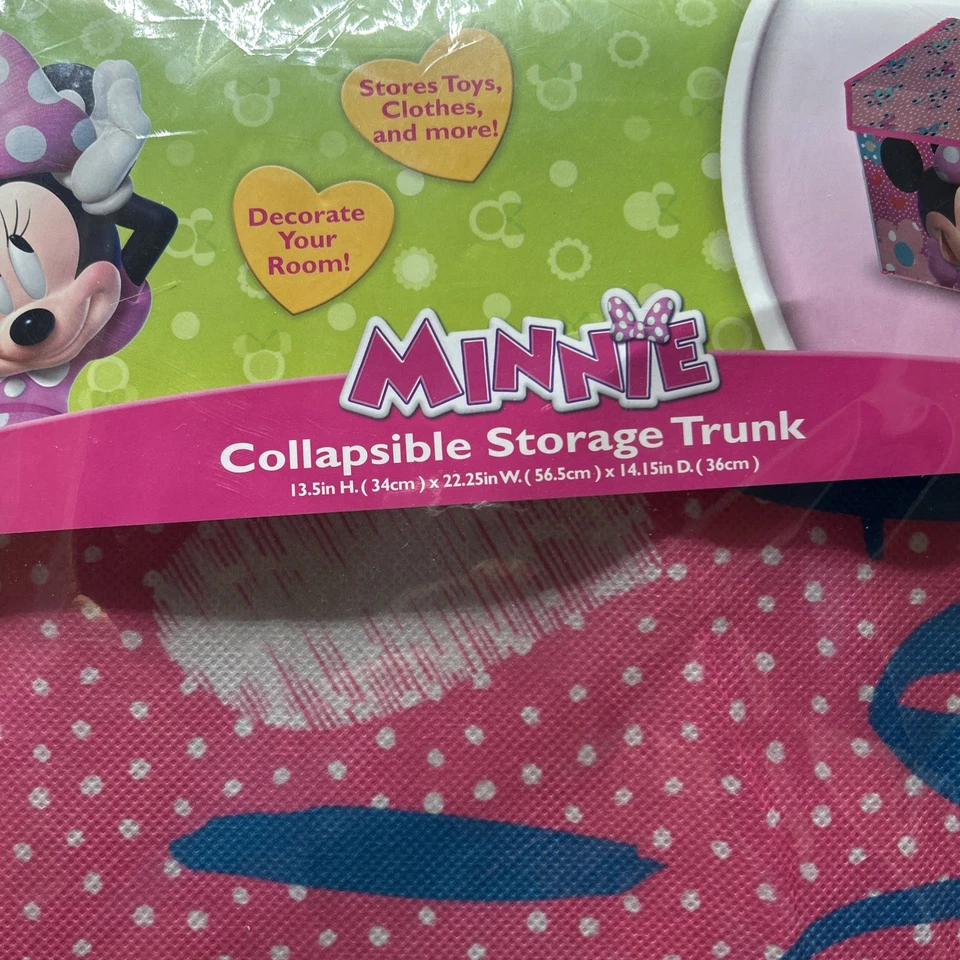 Stores Toys,
Clothes,
and more!
Decorate
Your
Room!
MINNIE
Collapsible Storage Trunk
13.5in H. ( 34cm ) x 22.25in W. ( 56.5cm ) x 14.15in D. ( 36cm )